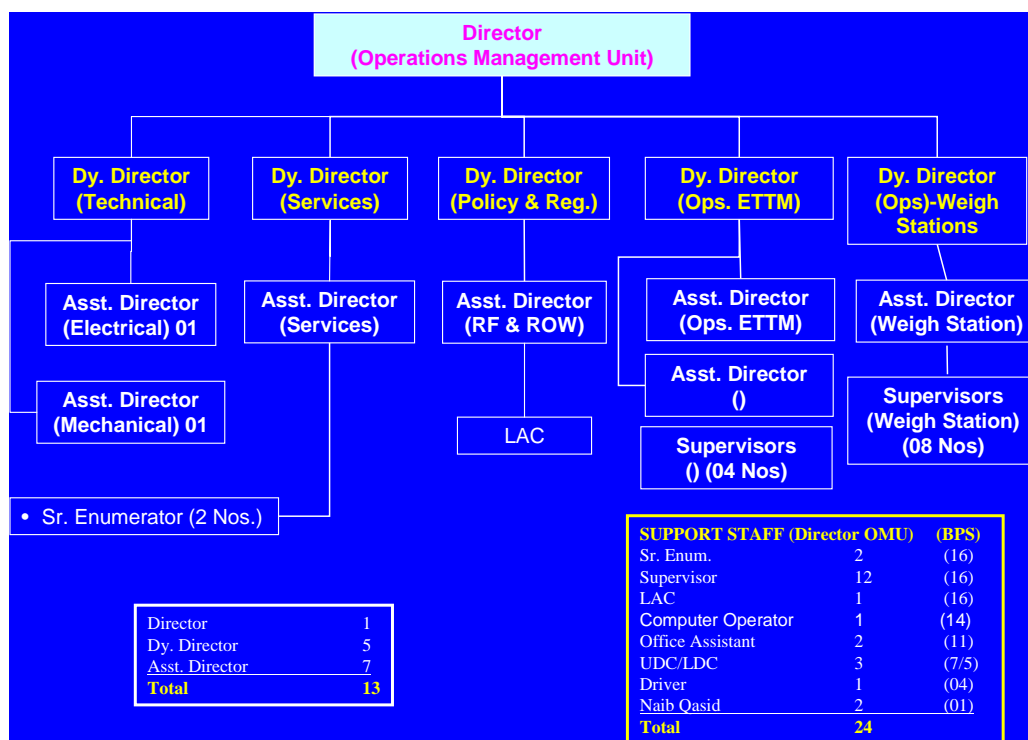 Director
(Operations Management Unit)
Dy. Director
(Technical)
Dy. Director
(Services)
Dy. Director
(Policy & Reg.)
Dy. Director
(Ops. ETTM)
Dy. Director
(Ops)-Weigh
Stations
Asst. Director
(Electrical) 01
Asst. Director
(Services)
Asst. Director
(RF & ROW)
Asst. Director
(Ops. ETTM)
Asst. Director
(Weigh Station)
Asst. Director
(Mechanical) 01
LAC
Asst. Director
()
Supervisors
(Weigh Station)
(08 Nos)
Supervisors
() (04 Nos)
• Sr. Enumerator (2 Nos.)
Director 1
Dy. Director 5
Asst. Director 7
Total 13
SUPPORT STAFF (Director OMU) (BPS)
Sr. Enum. 2 (16)
Supervisor 12 (16)
LAC 1 (16)
Computer Operator 1 (14)
Office Assistant 2 (11)
UDC/LDC 3 (7/5)
Driver 1 (04)
Naib Qasid 2 (01)
Total 24